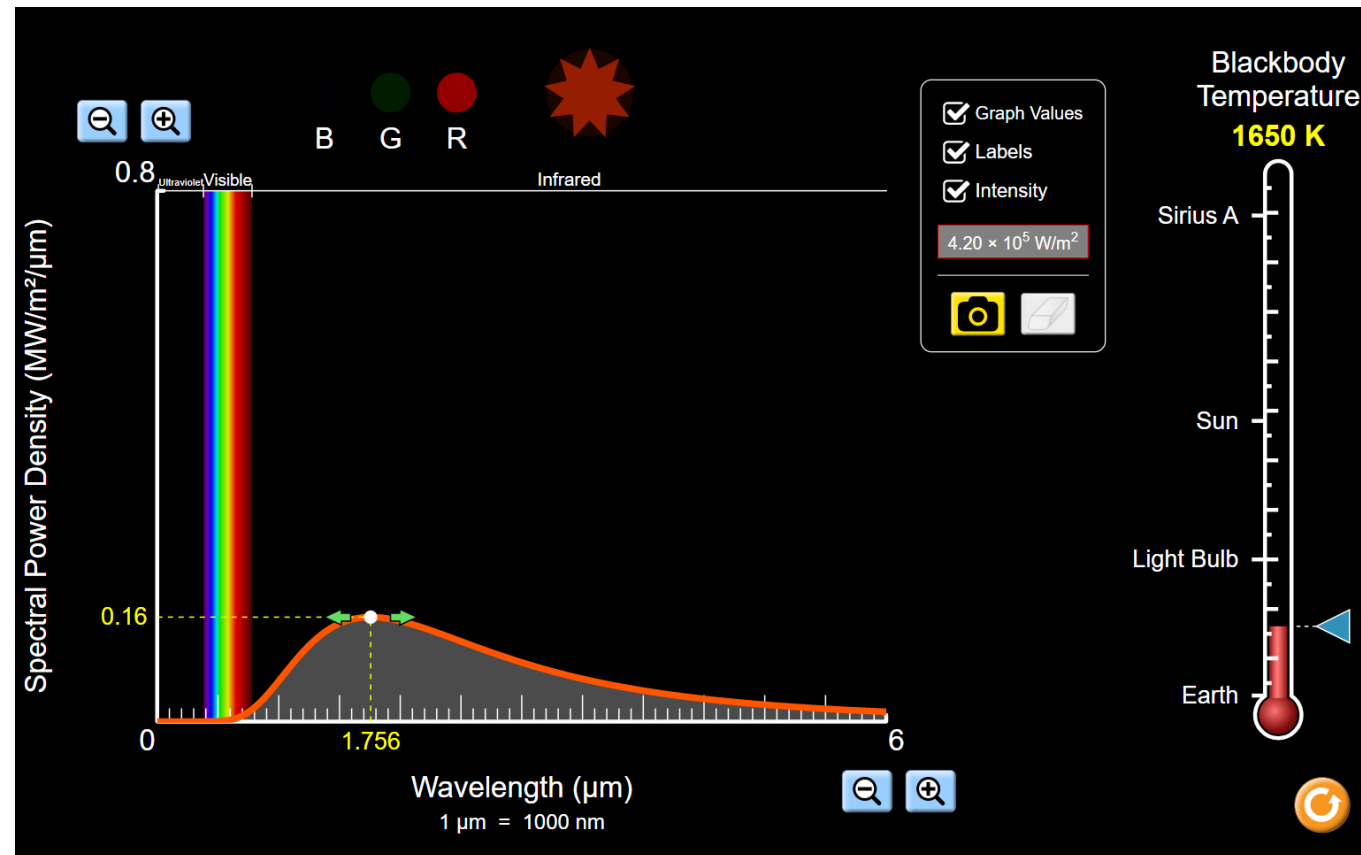 Blackbody
Temperature
1650 K
B G R
Graph Values
Labels
Intensity
4.20 × 10⁵ W/m²
0.8
Ultraviolet
Visible
Infrared
Spectral Power Density (MW/m²/μm)
0.16
0
1.756
6
Wavelength (μm)
1 μm = 1000 nm
Sirius A
Sun
Light Bulb
Earth